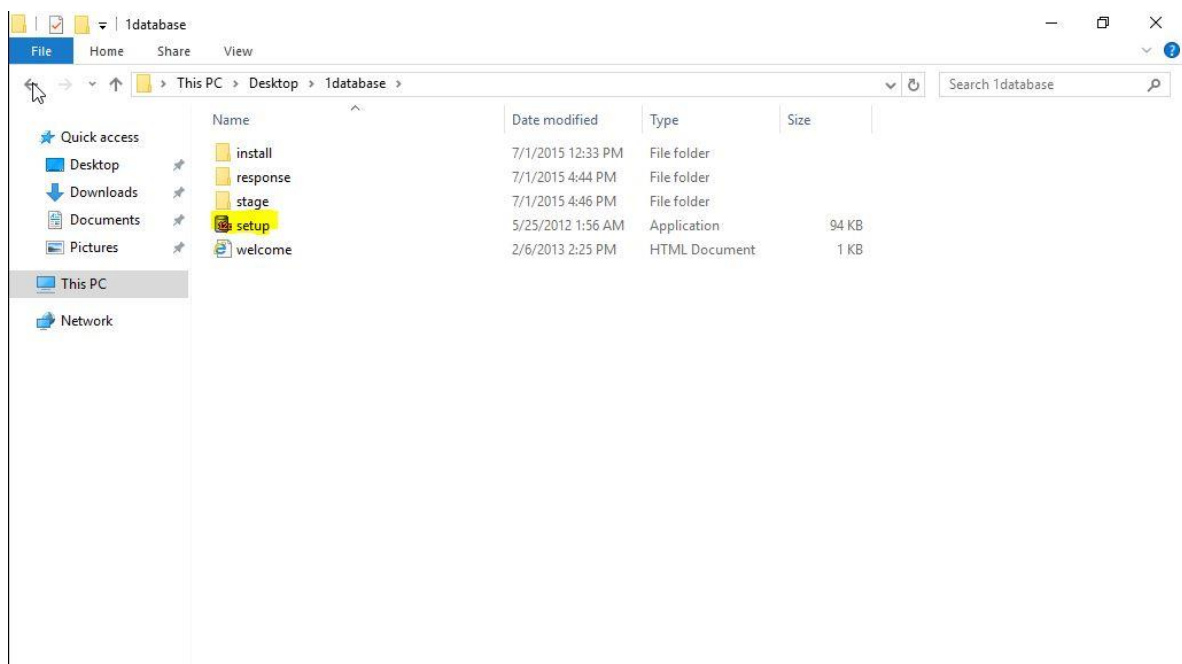 1database
File Home Share View
This PC > Desktop > 1database >
Search 1database
Quick access
Desktop
Downloads
Documents
Pictures
This PC
Network
Name Date modified Type Size
install 7/1/2015 12:33 PM File folder
response 7/1/2015 4:44 PM File folder
stage 7/1/2015 4:46 PM File folder
setup 5/25/2012 1:56 AM Application 94 KB
welcome 2/6/2013 2:25 PM HTML Document 1 KB